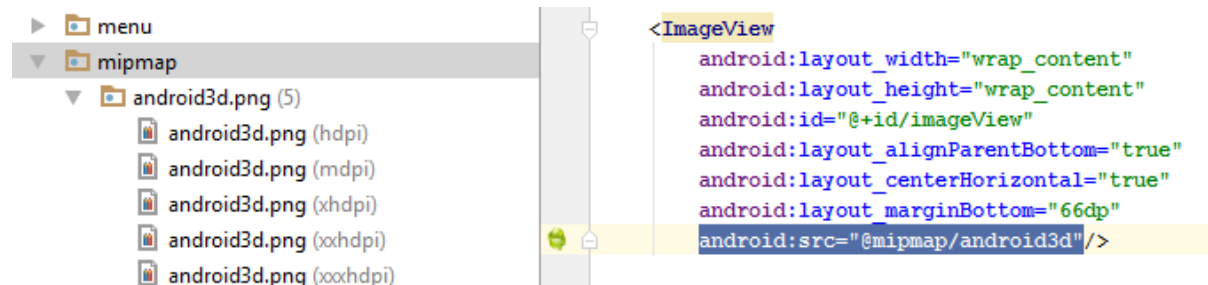 menu
mipmap
android3d.png (5)
android3d.png (hdpi)
android3d.png (mdpi)
android3d.png (xhdpi)
android3d.png (xxhdpi)
android3d.png (xxxhdpi)
<ImageView
android:layout_width="wrap_content"
android:layout_height="wrap_content"
android:id="@+id/imageView"
android:layout_alignParentBottom="true"
android:layout_centerHorizontal="true"
android:layout_marginBottom="66dp"
android:src="@mipmap/android3d"/>